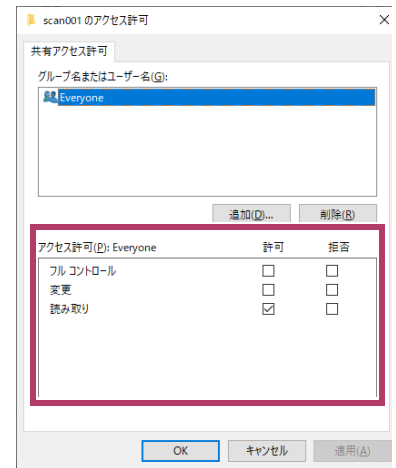 scan001 のアクセス許可
共有アクセス許可
グループ名またはユーザー名(G):
Everyone
追加(D)... 削除(R)
アクセス許可(P): Everyone 許可 拒否
フル コントロール
変更
読み取り
OK キャンセル 適用(A)